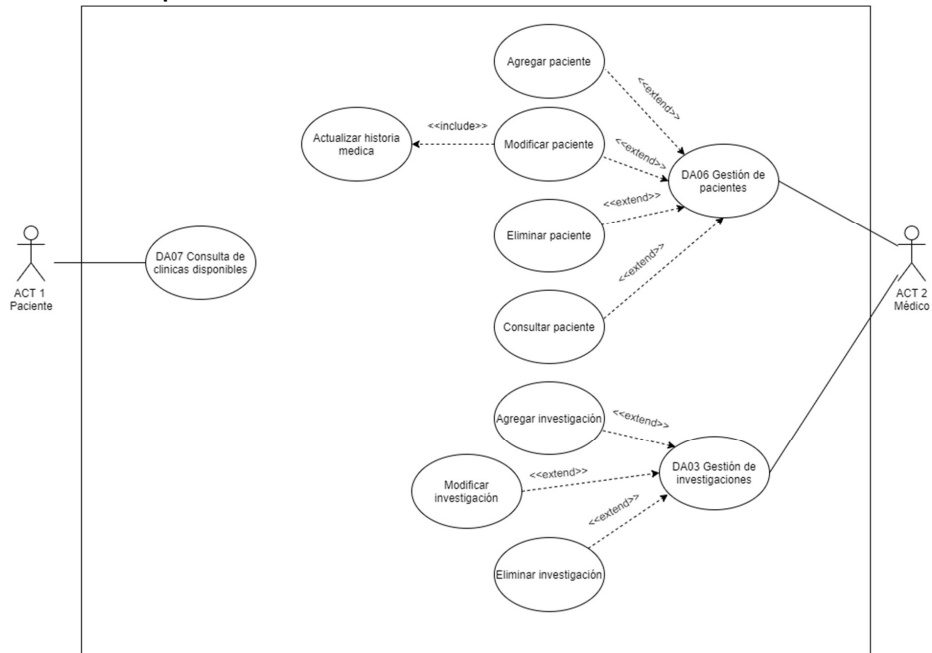 Agregar paciente
<<extend>>
Actualizar historia
medica
<<include>>
Modificar paciente
<<extend>>
DA06 Gestión de
pacientes
Eliminar paciente
<<extend>>
DA07 Consulta de
clinicas disponibles
<<extend>>
ACT 1
Paciente
ACT 2
Mèdico
Consultar paciente
Agregar investigación
<<extend>>
DA03 Gestión de
investigaciones
Modificar
investigación
<<extend>>
<<extend>>
Eliminar investigación